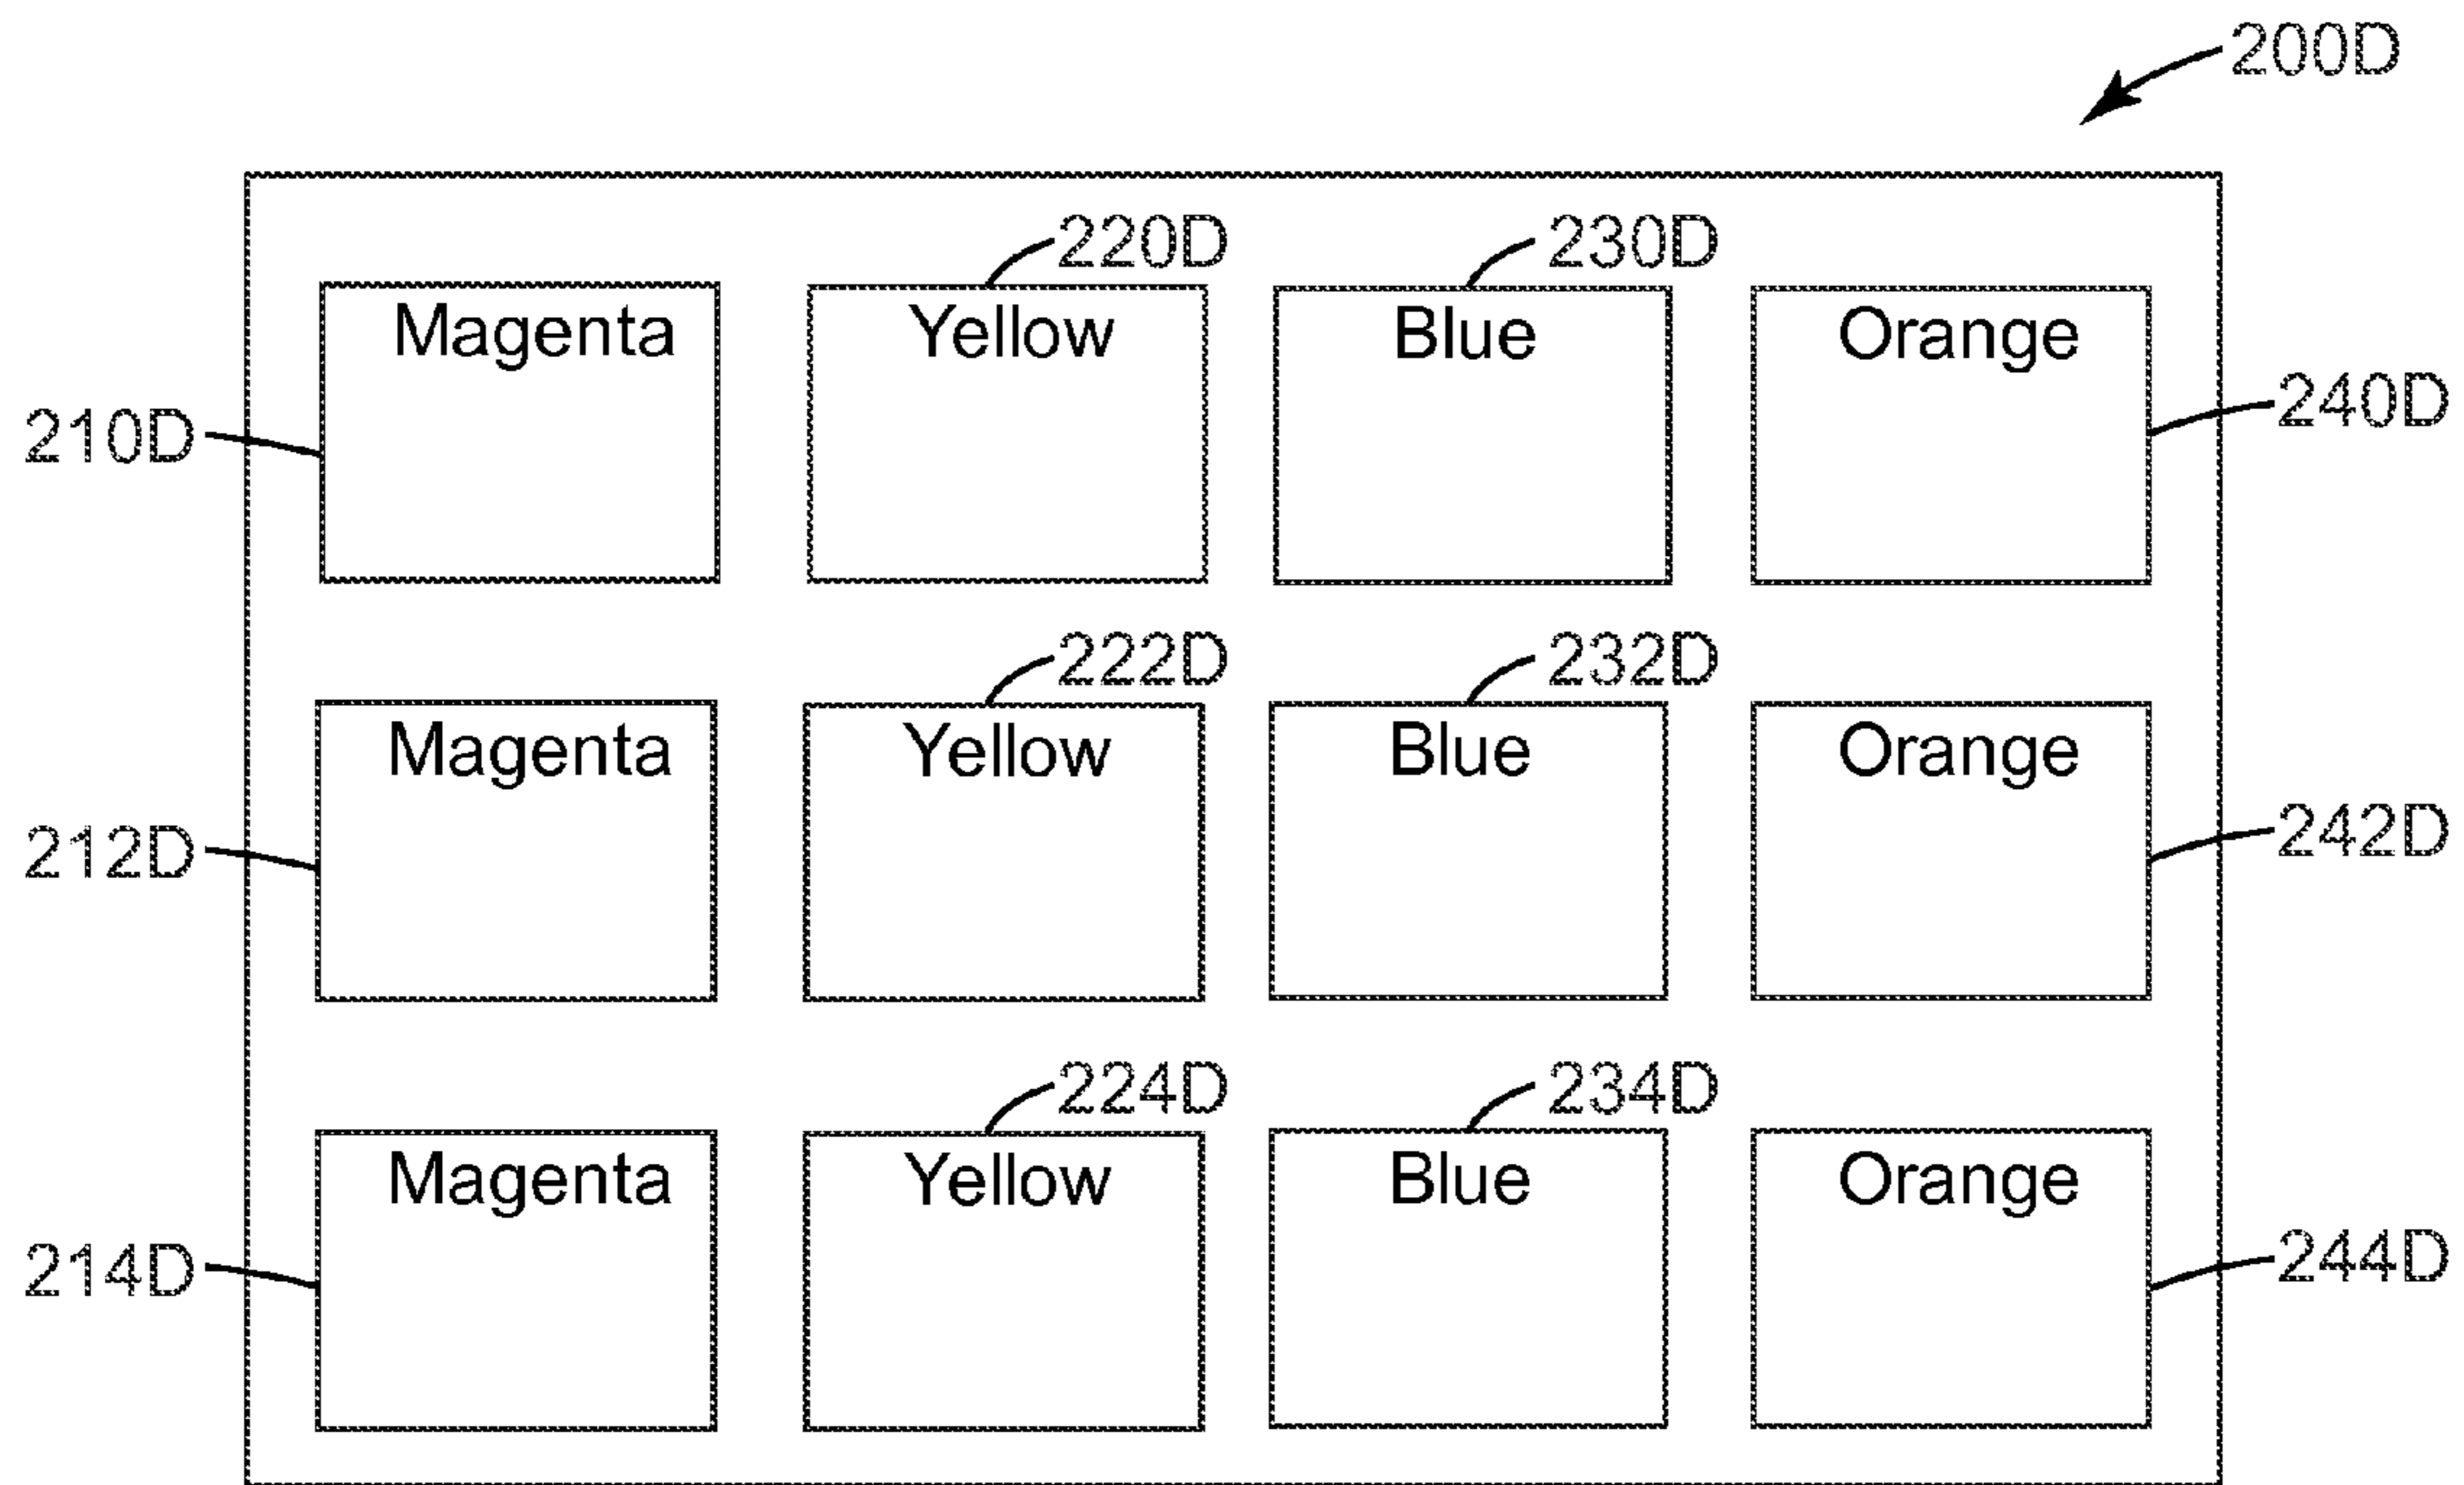 200D
220D 230D
Magenta Yellow Blue Orange
210D 240D
222D 232D
Magenta Yellow Blue Orange
212D 242D
224D 234D
Magenta Yellow Blue Orange
214D 244D